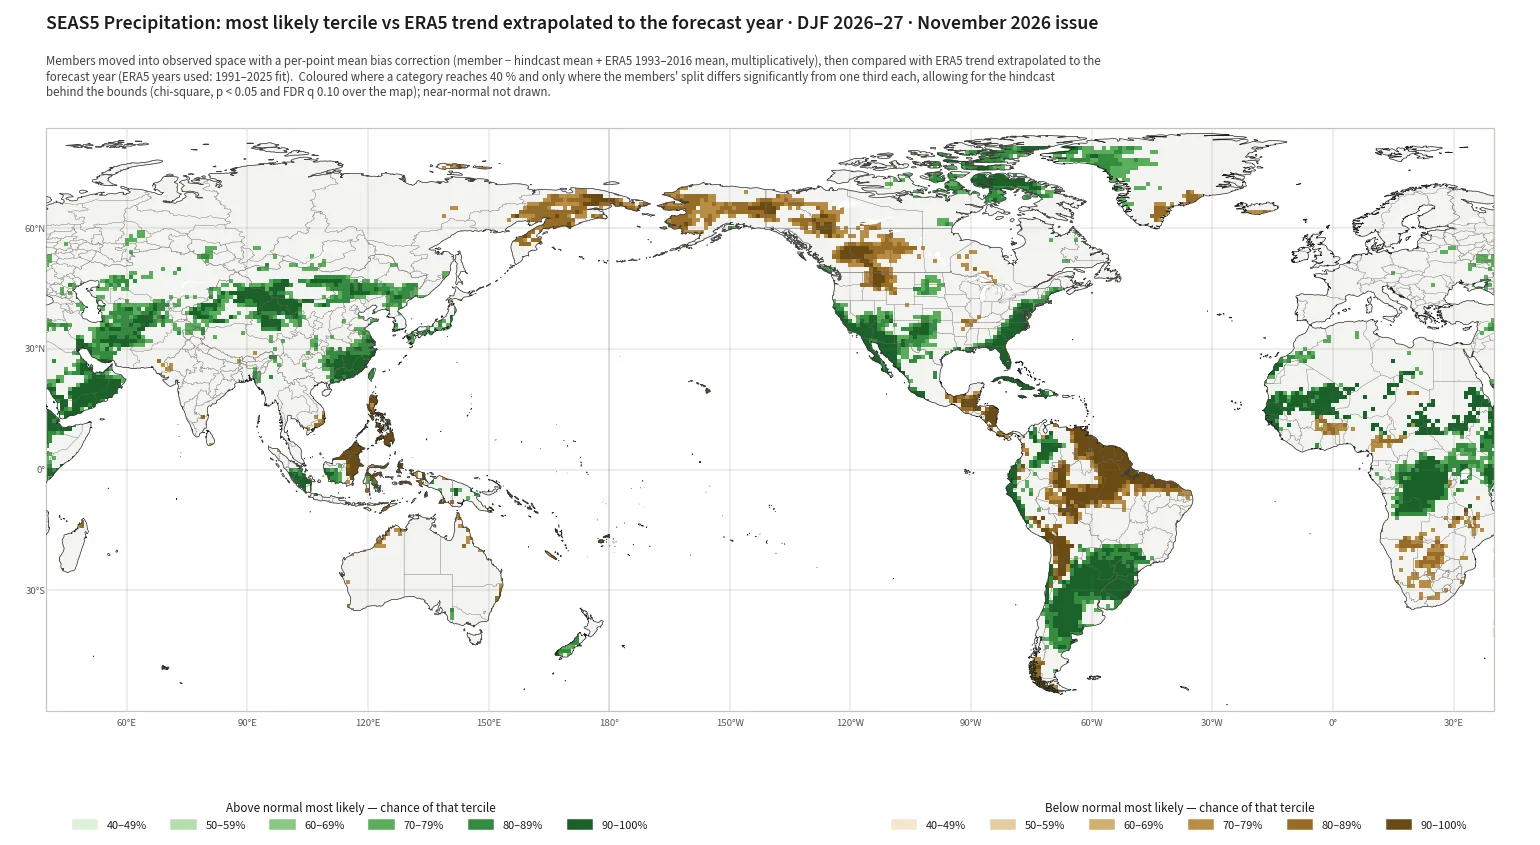 SEAS5 Precipitation: most likely tercile vs ERA5 trend extrapolated to the forecast year · DJF 2026–27 · November 2026 issue
Members moved into observed space with a per-point mean bias correction (member − hindcast mean + ERA5 1993–2016 mean, multiplicatively), then compared with ERA5 trend extrapolated to the
forecast year (ERA5 years used: 1991–2025 fit). Coloured where a category reaches 40 % and only where the members' split differs significantly from one third each, allowing for the hindcast
behind the bounds (chi-square, p < 0.05 and FDR q 0.10 over the map); near-normal not drawn.
60°N
30°N
0°
30°S
60°E 90°E 120°E 150°E 180° 150°W 120°W 90°W 60°W 30°W 0° 30°E
Above normal most likely — chance of that tercile
40–49% 50–59% 60–69% 70–79% 80–89% 90–100%
Below normal most likely — chance of that tercile
40–49% 50–59% 60–69% 70–79% 80–89% 90–100%